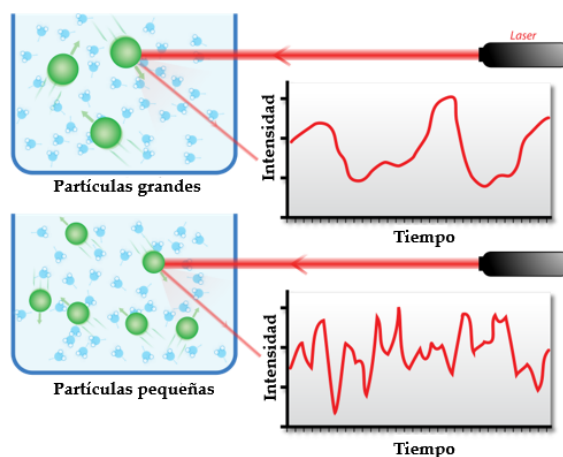 Laser
Intensidad
Partículas grandes
Tiempo
Intensidad
Partículas pequeñas
Tiempo